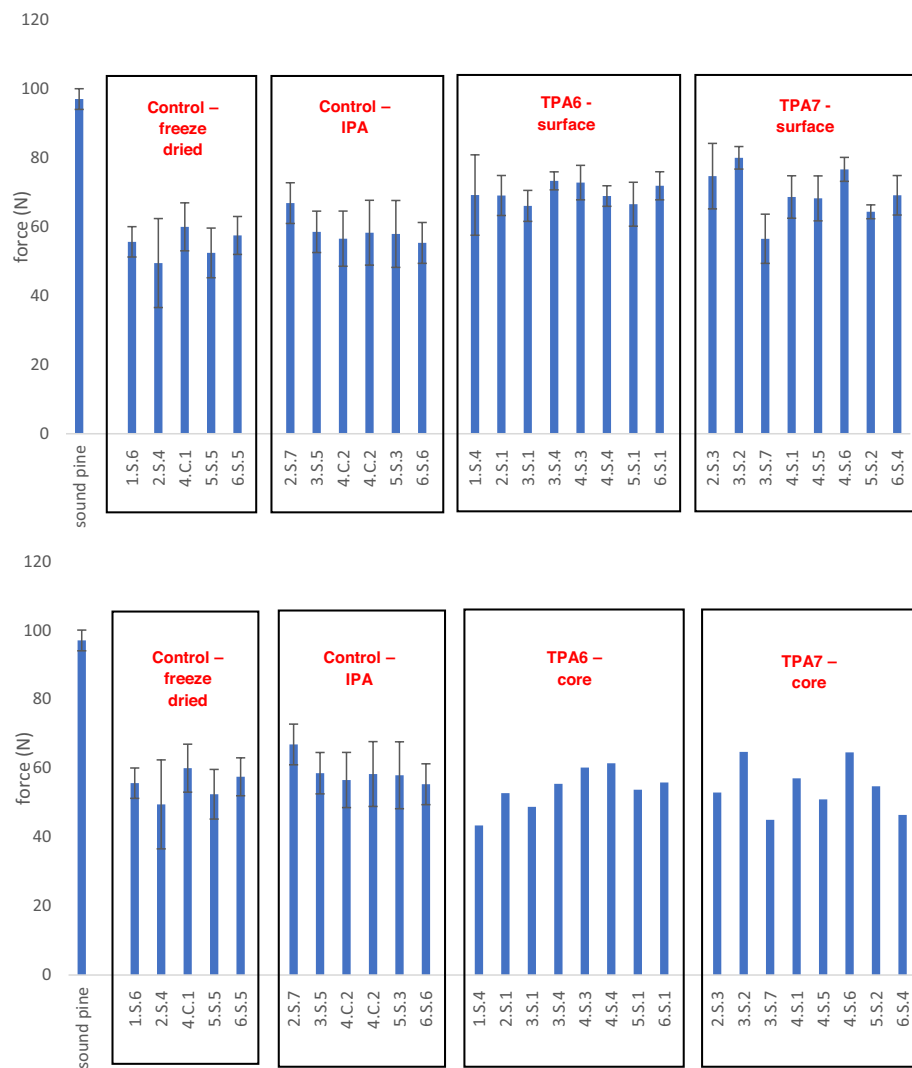 120
100
80
60
40
20
0
force (N)
Control –
freeze
dried
Control –
IPA
TPA6 -
surface
TPA7 -
surface
sound pine
1.S.6
2.S.4
4.C.1
5.S.5
6.S.5
2.S.7
3.S.5
4.C.2
4.C.2
5.S.3
6.S.6
1.S.4
2.S.1
3.S.1
3.S.4
4.S.3
4.S.4
5.S.1
6.S.1
2.S.3
3.S.2
3.S.7
4.S.1
4.S.5
4.S.6
5.S.2
6.S.4
120
100
80
60
40
20
0
force (N)
Control –
freeze
dried
Control –
IPA
TPA6 –
core
TPA7 –
core
sound pine
1.S.6
2.S.4
4.C.1
5.S.5
6.S.5
2.S.7
3.S.5
4.C.2
4.C.2
5.S.3
6.S.6
1.S.4
2.S.1
3.S.1
3.S.4
4.S.3
4.S.4
5.S.1
6.S.1
2.S.3
3.S.2
3.S.7
4.S.1
4.S.5
4.S.6
5.S.2
6.S.4